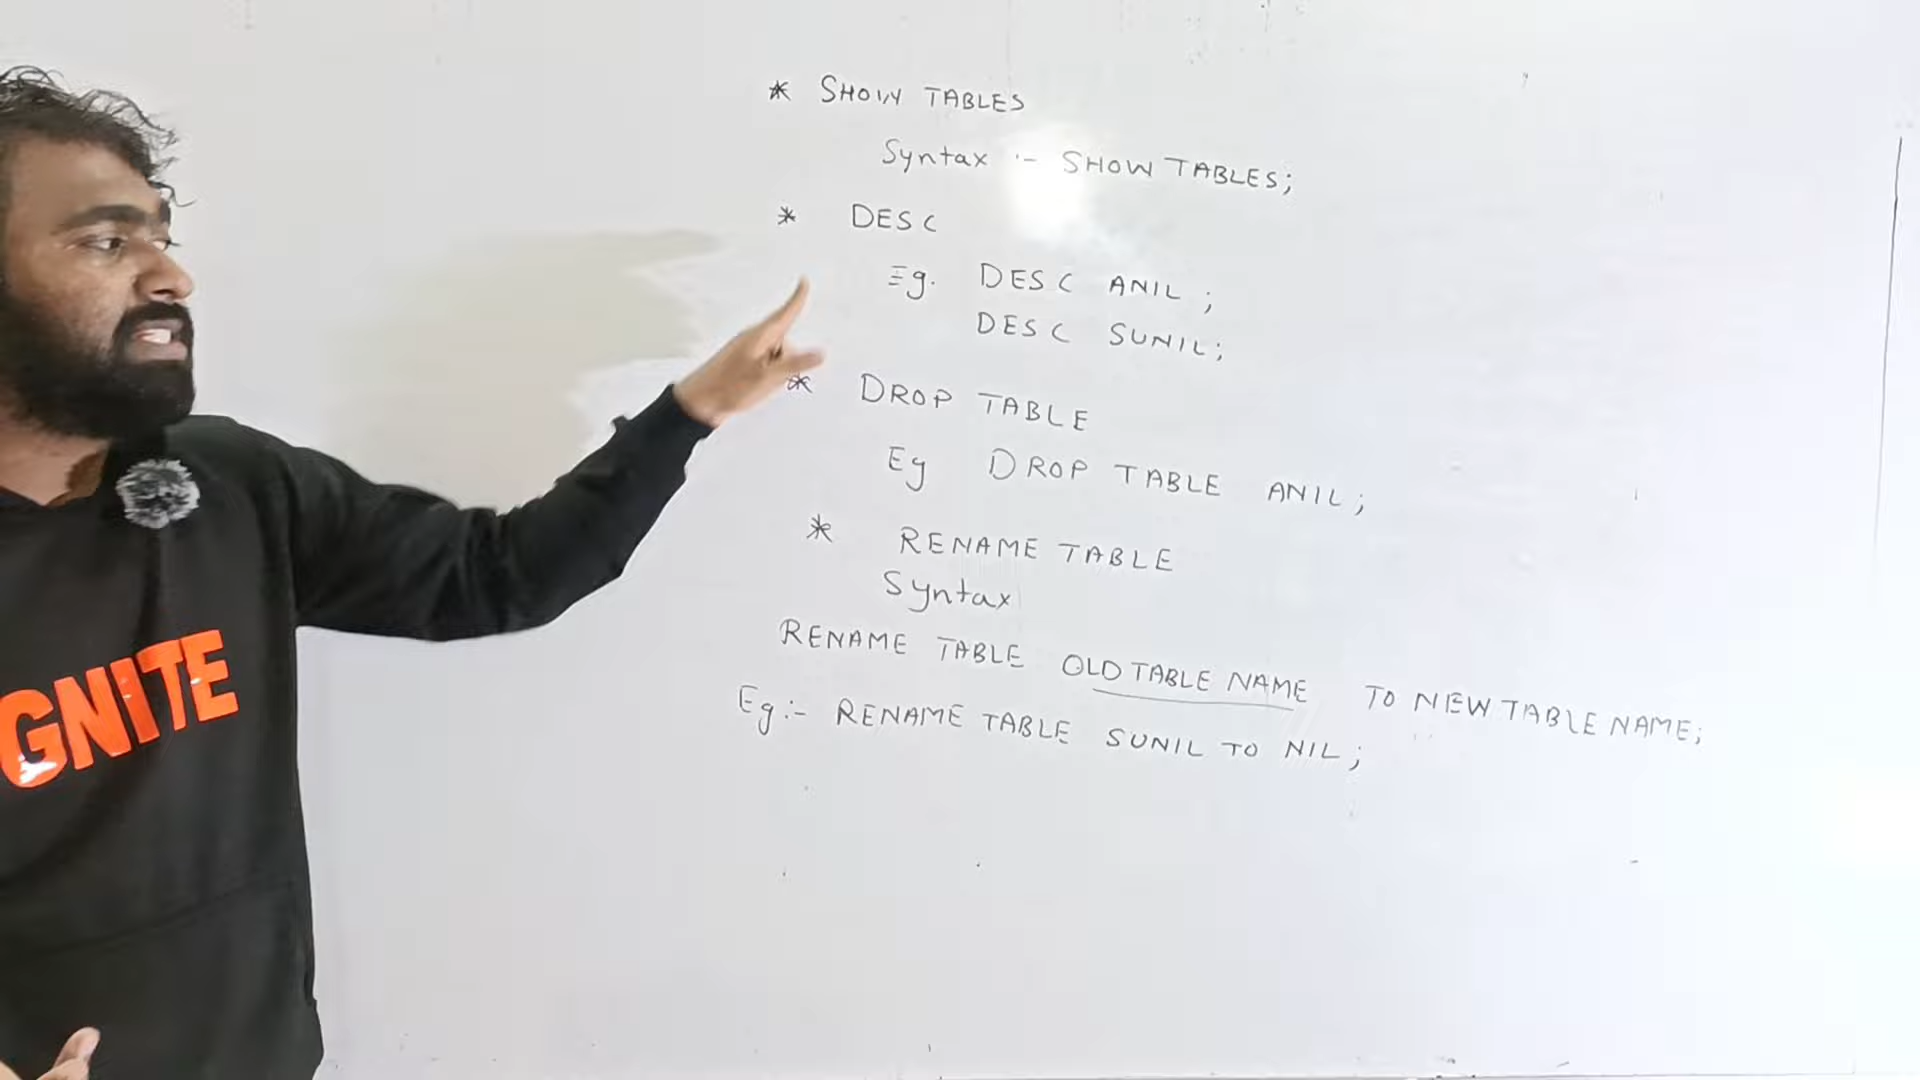 * SHOW TABLES
Syntax :- SHOW TABLES;
* DESC
Eg. DESC ANIL ;
DESC SUNIL;
* DROP TABLE
Eg DROP TABLE ANIL;
* RENAME TABLE
Syntax
RENAME TABLE OLD TABLE NAME TO NEW TABLE NAME;
Eg:- RENAME TABLE SUNIL TO NIL;
GNITE